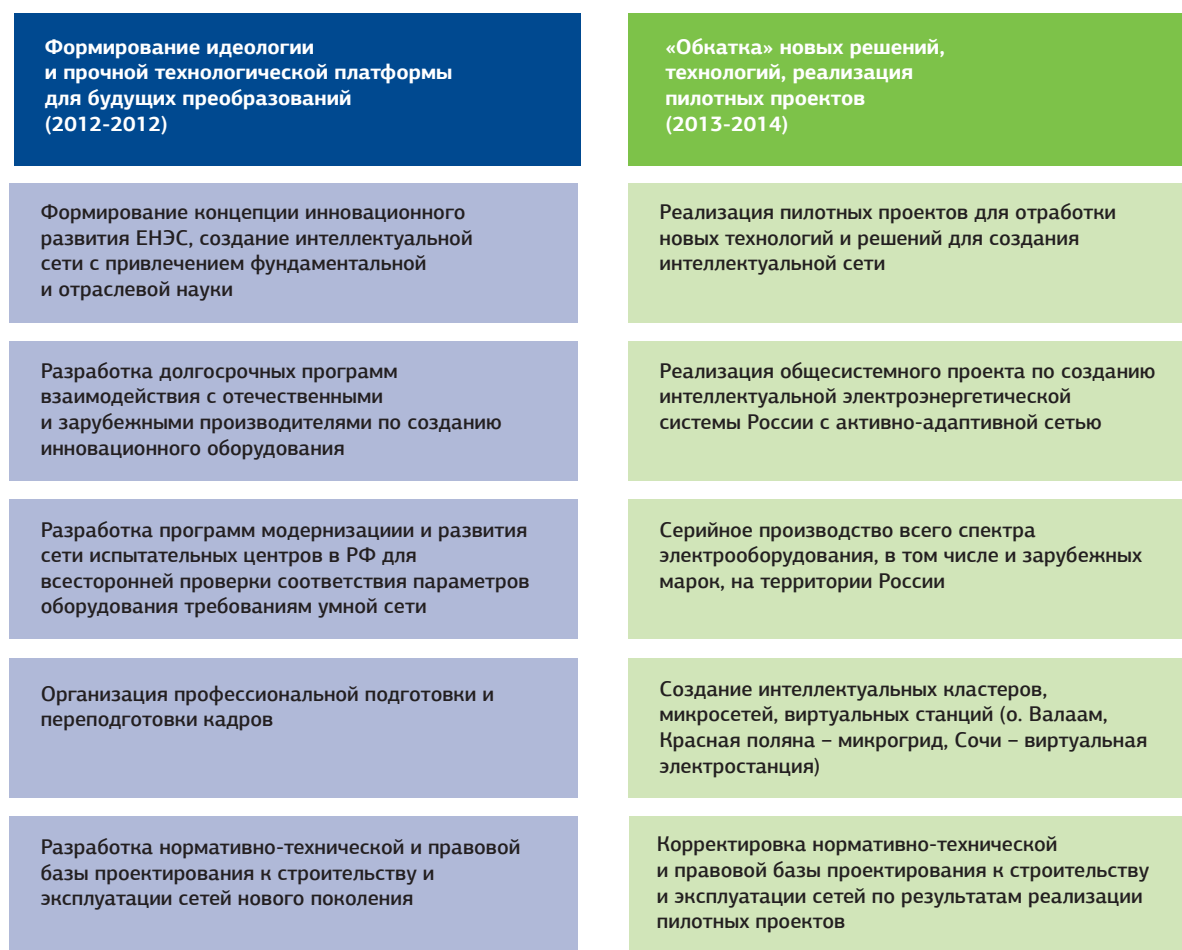 Формирование идеологии
и прочной технологической платформы
для будущих преобразований
(2012-2012)
Формирование концепции инновационного
развития ЕНЭС, создание интеллектуальной
сети с привлечением фундаментальной
и отраслевой науки
Разработка долгосрочных программ
взаимодействия с отечественными
и зарубежными производителями по созданию
инновационного оборудования
Разработка программ модернизациии и развития
сети испытательных центров в РФ для
всесторонней проверки соответствия параметров
оборудования требованиям умной сети
Организация профессиональной подготовки и
переподготовки кадров
Разработка нормативно-технической и правовой
базы проектирования к строительству и
эксплуатации сетей нового поколения
«Обкатка» новых решений,
технологий, реализация
пилотных проектов
(2013-2014)
Реализация пилотных проектов для отработки
новых технологий и решений для создания
интеллектуальной сети
Реализация общесистемного проекта по созданию
интеллектуальной электроэнергетической
системы России с активно-адаптивной сетью
Серийное производство всего спектра
электрооборудования, в том числе и зарубежных
марок, на территории России
Создание интеллектуальных кластеров,
микросетей, виртуальных станций (о. Валаам,
Красная поляна – микрогрид, Сочи – виртуальная
электростанция)
Корректировка нормативно-технической
и правовой базы проектирования к строительству
и эксплуатации сетей по результатам реализации
пилотных проектов